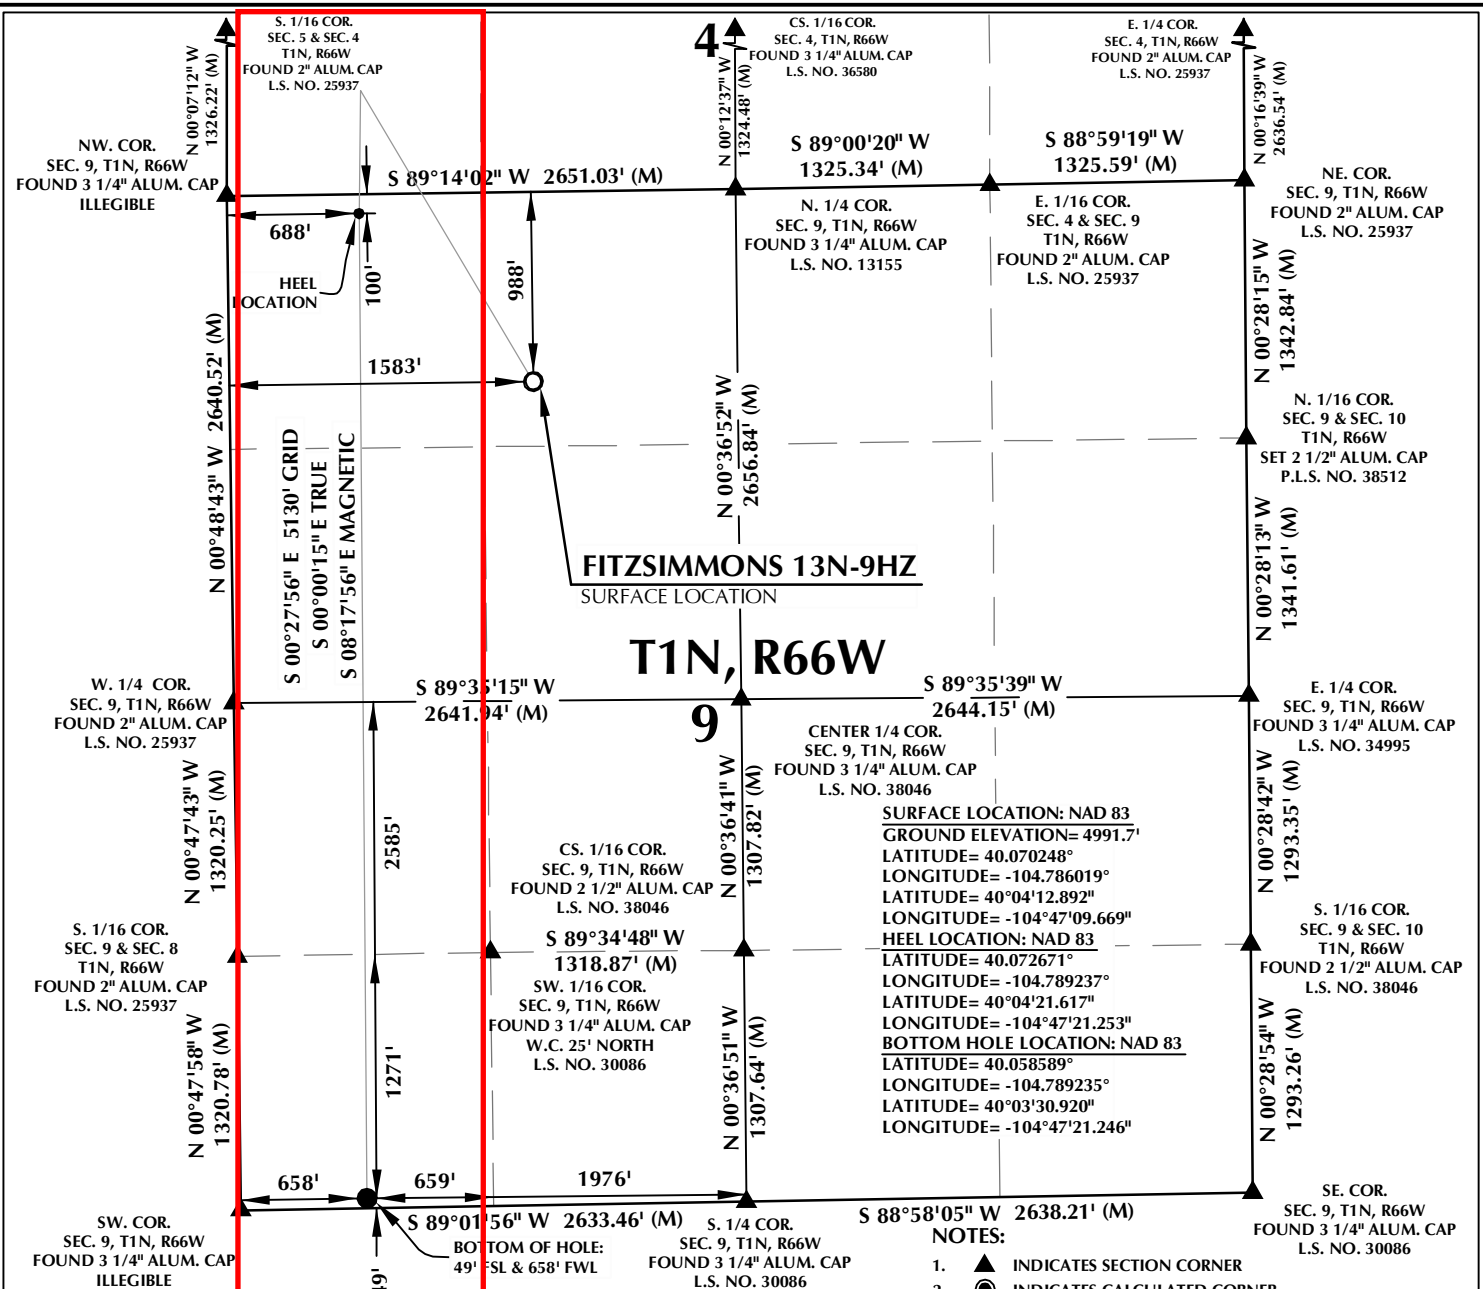 S. 1/16 COR.
SEC. 5 & SEC. 4
T1N, R66W
FOUND 2" ALUM. CAP
L.S. NO. 25937
4
CS. 1/16 COR.
SEC. 4, T1N, R66W
FOUND 3 1/4" ALUM. CAP
L.S. NO. 36580
E. 1/4 COR.
SEC. 4, T1N, R66W
FOUND 2" ALUM. CAP
L.S. NO. 25937
N 00°07'12" W
1326.22' (M)
N 00°12'37" W
1324.48' (M)
N 00°16'39" W
2636.54' (M)
NW. COR.
SEC. 9, T1N, R66W
FOUND 3 1/4" ALUM. CAP
ILLEGIBLE
S 89°14'02" W 2651.03' (M)
S 89°00'20" W
1325.34' (M)
S 88°59'19" W
1325.59' (M)
NE. COR.
SEC. 9, T1N, R66W
FOUND 2" ALUM. CAP
L.S. NO. 25937
N. 1/4 COR.
SEC. 9, T1N, R66W
FOUND 3 1/4" ALUM. CAP
L.S. NO. 13155
E. 1/16 COR.
SEC. 4 & SEC. 9
T1N, R66W
FOUND 2" ALUM. CAP
L.S. NO. 25937
688'
HEEL
LOCATION
100'
988'
1583'
N 00°48'43" W 2640.52' (M)
S 00°27'56" E 5130' GRID
S 00°00'15" E TRUE
S 08°17'56" E MAGNETIC
N 00°36'52" W
2656.84' (M)
N 00°28'15" W
1342.84' (M)
N. 1/16 COR.
SEC. 9 & SEC. 10
T1N, R66W
SET 2 1/2" ALUM. CAP
P.L.S. NO. 38512
N 00°28'13" W
1341.61' (M)
FITZSIMMONS 13N-9HZ
SURFACE LOCATION
T1N, R66W
W. 1/4 COR.
SEC. 9, T1N, R66W
FOUND 2" ALUM. CAP
L.S. NO. 25937
S 89°35'15" W
2641.94' (M)
S 89°35'39" W
2644.15' (M)
9
E. 1/4 COR.
SEC. 9, T1N, R66W
FOUND 3 1/4" ALUM. CAP
L.S. NO. 34995
CENTER 1/4 COR.
SEC. 9, T1N, R66W
FOUND 3 1/4" ALUM. CAP
L.S. NO. 38046
N 00°47'43" W
1320.25' (M)
2585'
N 00°36'41" W
1307.82' (M)
N 00°28'42" W
1293.35' (M)
CS. 1/16 COR.
SEC. 9, T1N, R66W
FOUND 2 1/2" ALUM. CAP
L.S. NO. 38046
SURFACE LOCATION: NAD 83
GROUND ELEVATION= 4991.7'
LATITUDE= 40.070248°
LONGITUDE= -104.786019°
LATITUDE= 40°04'12.892"
LONGITUDE= -104°47'09.669"
HEEL LOCATION: NAD 83
LATITUDE= 40.072671°
LONGITUDE= -104.789237°
LATITUDE= 40°04'21.617"
LONGITUDE= -104°47'21.253"
BOTTOM HOLE LOCATION: NAD 83
LATITUDE= 40.058589°
LONGITUDE= -104.789235°
LATITUDE= 40°03'30.920"
LONGITUDE= -104°47'21.246"
S. 1/16 COR.
SEC. 9 & SEC. 8
T1N, R66W
FOUND 2" ALUM. CAP
L.S. NO. 25937
S 89°34'48" W
1318.87' (M)
SW. 1/16 COR.
SEC. 9, T1N, R66W
FOUND 3 1/4" ALUM. CAP
W.C. 25' NORTH
L.S. NO. 30086
S. 1/16 COR.
SEC. 9 & SEC. 10
T1N, R66W
FOUND 2 1/2" ALUM. CAP
L.S. NO. 38046
N 00°47'58" W
1320.78' (M)
1271'
N 00°36'51" W
1307.64' (M)
N 00°28'54" W
1293.26' (M)
658'
659'
1976'
SW. COR.
SEC. 9, T1N, R66W
FOUND 3 1/4" ALUM. CAP
ILLEGIBLE
S 89°01'56" W 2633.46' (M)
S 88°58'05" W 2638.21' (M)
SE. COR.
SEC. 9, T1N, R66W
FOUND 3 1/4" ALUM. CAP
L.S. NO. 30086
49'
BOTTOM OF HOLE:
49' FSL & 658' FWL
S. 1/4 COR.
SEC. 9, T1N, R66W
FOUND 3 1/4" ALUM. CAP
L.S. NO. 30086
NOTES:
1. INDICATES SECTION CORNER
2. INDICATES CALCULATED CORNER